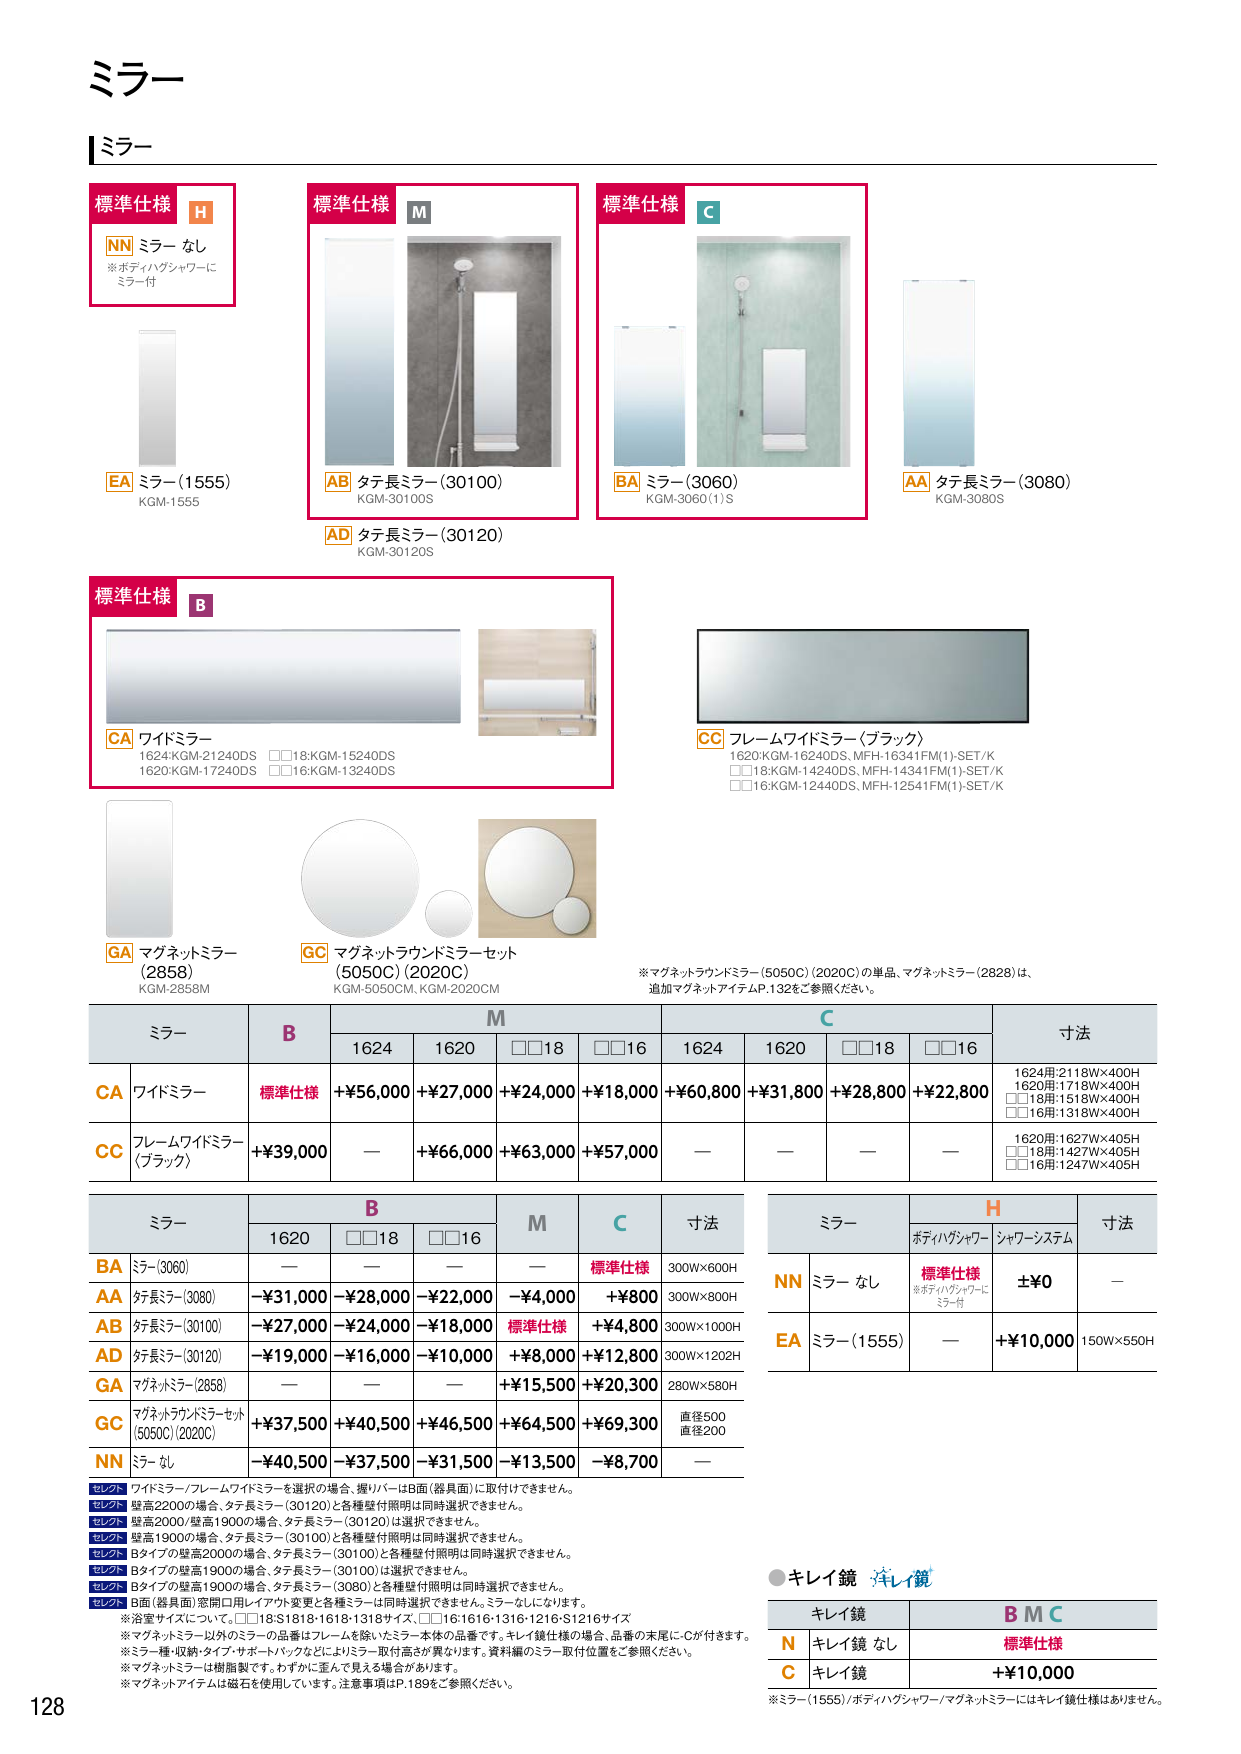 ミラー
ミラー
標準仕様 H
NN ミラー なし
※ボディハグシャワーに
ミラー付
EA ミラー（1555）
KGM-1555
標準仕様 M
AB タテ長ミラー（30100）
KGM-30100S
AD タテ長ミラー（30120）
KGM-30120S
標準仕様 C
BA ミラー（3060）
KGM-3060（1）S
AA タテ長ミラー（3080）
KGM-3080S
標準仕様 B
CA ワイドミラー
1624:KGM-21240DS □□18:KGM-15240DS
1620:KGM-17240DS □□16:KGM-13240DS
CC フレームワイドミラー〈ブラック〉
1620:KGM-16240DS、MFH-16341FM(1)-SET/K
□□18:KGM-14240DS、MFH-14341FM(1)-SET/K
□□16:KGM-12440DS、MFH-12541FM(1)-SET/K
GA マグネットミラー
（2858）
KGM-2858M
GC マグネットラウンドミラーセット
（5050C）（2020C）
KGM-5050CM、KGM-2020CM
※マグネットラウンドミラー（5050C）（2020C）の単品、マグネットミラー（2828）は、
追加マグネットアイテムP.132をご参照ください。
ミラー B M C 寸法
1624 1620 □□18 □□16 1624 1620 □□18 □□16
CA ワイドミラー 標準仕様 +¥56,000 +¥27,000 +¥24,000 +¥18,000 +¥60,800 +¥31,800 +¥28,800 +¥22,800
1624用:2118W×400H
1620用:1718W×400H
□□18用:1518W×400H
□□16用:1318W×400H
CC フレームワイドミラー
〈ブラック〉 +¥39,000 — +¥66,000 +¥63,000 +¥57,000 — — — —
1620用:1627W×405H
□□18用:1427W×405H
□□16用:1247W×405H
ミラー B M C 寸法
1620 □□18 □□16
BA ミラー（3060） — — — — 標準仕様 300W×600H
AA タテ長ミラー（3080） −¥31,000 −¥28,000 −¥22,000 −¥4,000 +¥800 300W×800H
AB タテ長ミラー（30100） −¥27,000 −¥24,000 −¥18,000 標準仕様 +¥4,800 300W×1000H
AD タテ長ミラー（30120） −¥19,000 −¥16,000 −¥10,000 +¥8,000 +¥12,800 300W×1202H
GA マグネットミラー（2858） — — — +¥15,500 +¥20,300 280W×580H
GC マグネットラウンドミラーセット
（5050C）（2020C） +¥37,500 +¥40,500 +¥46,500 +¥64,500 +¥69,300 直径500
直径200
NN ミラー なし −¥40,500 −¥37,500 −¥31,500 −¥13,500 −¥8,700 —
ミラー H 寸法
ボディハグシャワー シャワーシステム
NN ミラー なし 標準仕様 ±¥0 —
※ボディハグシャワーに
ミラー付
EA ミラー（1555） — +¥10,000 150W×550H
セレクト ワイドミラー/フレームワイドミラーを選択の場合、握りバーはB面（器具面）に取付けできません。
セレクト 壁高2200の場合、タテ長ミラー（30120）と各種壁付照明は同時選択できません。
セレクト 壁高2000/壁高1900の場合、タテ長ミラー（30120）は選択できません。
セレクト 壁高1900の場合、タテ長ミラー（30100）と各種壁付照明は同時選択できません。
セレクト Bタイプの壁高2000の場合、タテ長ミラー（30100）と各種壁付照明は同時選択できません。
セレクト Bタイプの壁高1900の場合、タテ長ミラー（30100）は選択できません。
セレクト Bタイプの壁高1900の場合、タテ長ミラー（3080）と各種壁付照明は同時選択できません。
セレクト B面（器具面）窓開口用レイアウト変更と各種ミラーは同時選択できません。ミラーなしになります。
※浴室サイズについて。□□18:S1818・1618・1318サイズ、□□16:1616・1316・1216・S1216サイズ
※マグネットミラー以外のミラーの品番はフレームを除いたミラー本体の品番です。キレイ鏡仕様の場合、品番の末尾に-Cが付きます。
※ミラー種・収納・タイプ・サポートバックなどによりミラー取付高さが異なります。資料編のミラー取付位置をご参照ください。
※マグネットミラーは樹脂製です。わずかに歪んで見える場合があります。
※マグネットアイテムは磁石を使用しています。注意事項はP.189をご参照ください。
●キレイ鏡 キレイ鏡
キレイ鏡 B M C
N キレイ鏡 なし 標準仕様
C キレイ鏡 +¥10,000
※ミラー（1555）/ボディハグシャワー/マグネットミラーにはキレイ鏡仕様はありません。
128